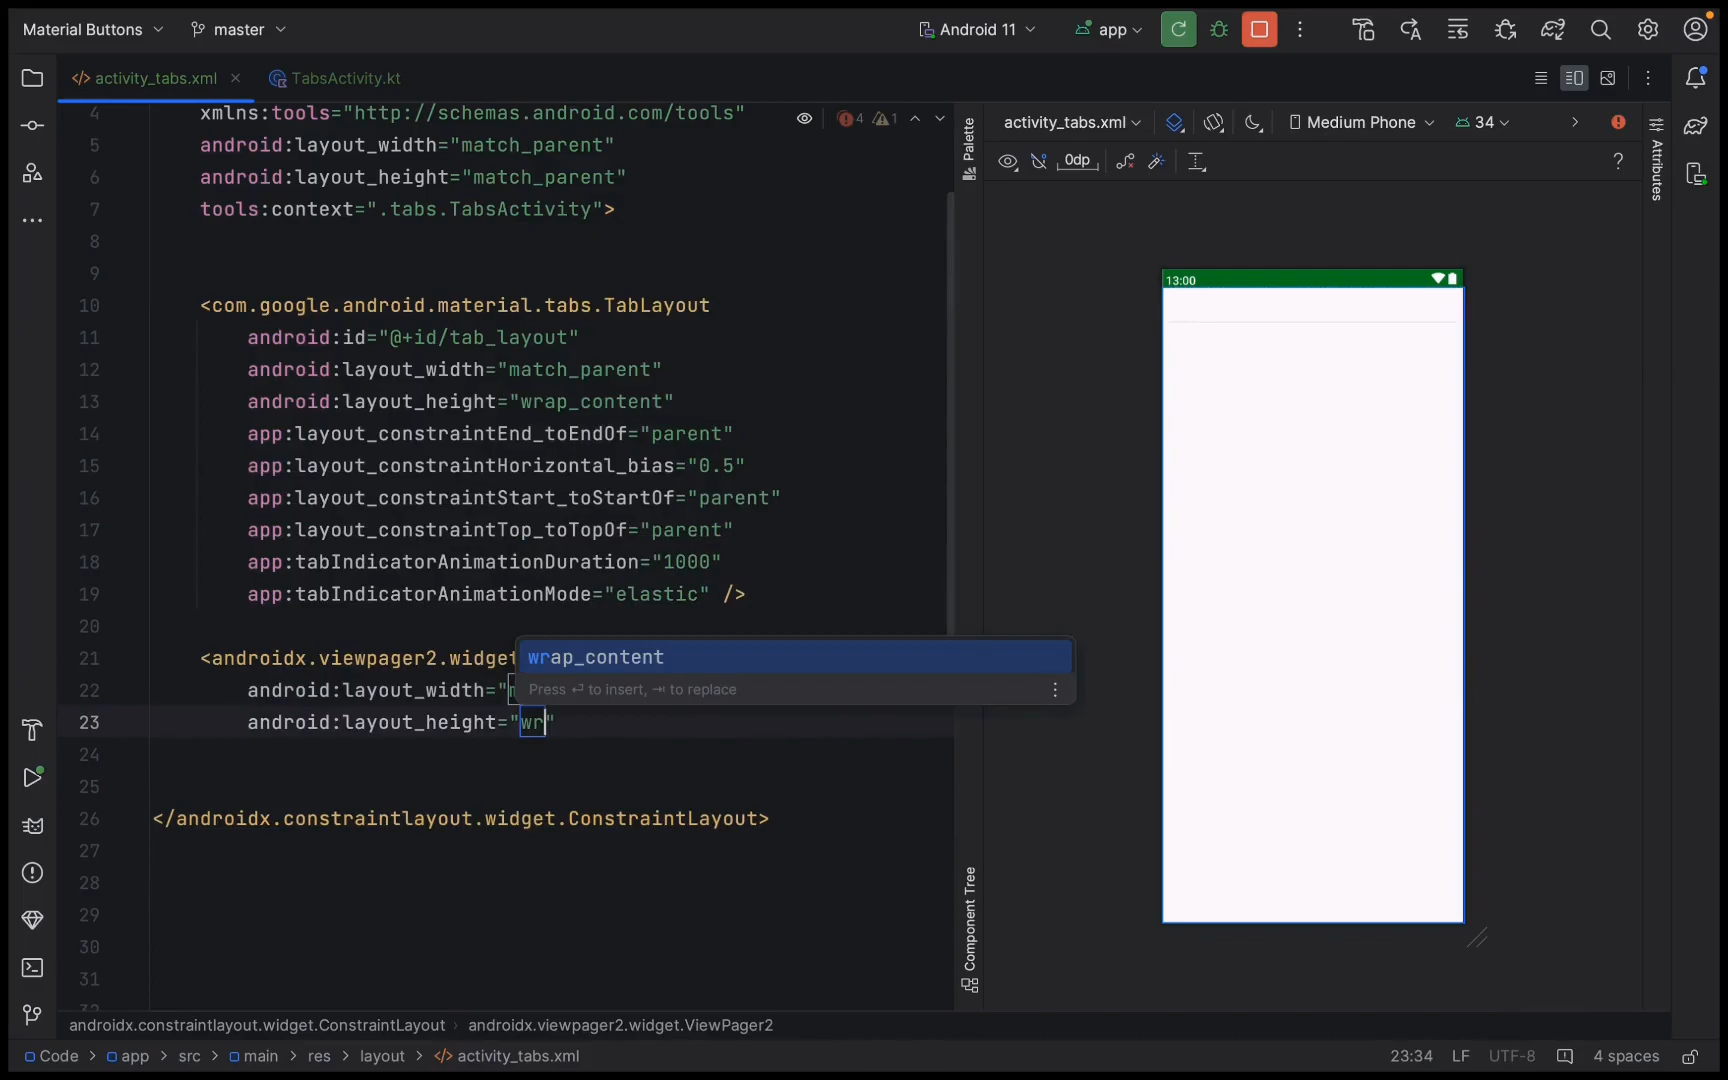 Material Buttons
master
Android 11
app
activity_tabs.xml
TabsActivity.kt
4 xmlns:tools="http://schemas.android.com/tools"
5 android:layout_width="match_parent"
6 android:layout_height="match_parent"
7 tools:context=".tabs.TabsActivity">
8
9
10 <com.google.android.material.tabs.TabLayout
11 android:id="@+id/tab_layout"
12 android:layout_width="match_parent"
13 android:layout_height="wrap_content"
14 app:layout_constraintEnd_toEndOf="parent"
15 app:layout_constraintHorizontal_bias="0.5"
16 app:layout_constraintStart_toStartOf="parent"
17 app:layout_constraintTop_toTopOf="parent"
18 app:tabIndicatorAnimationDuration="1000"
19 app:tabIndicatorAnimationMode="elastic" />
20
21 <androidx.viewpager2.widget
22 android:layout_width="
23 android:layout_height="wr"
24
25
26 </androidx.constraintlayout.widget.ConstraintLayout>
27
28
29
30
31
4
1
wrap_content
Press ⏎ to insert, ⇥ to replace
Palette
Component Tree
activity_tabs.xml
Medium Phone
34
0dp
?
Attributes
13:00
androidx.constraintlayout.widget.ConstraintLayout › androidx.viewpager2.widget.ViewPager2
Code > app > src > main > res > layout > activity_tabs.xml
23:34 LF UTF-8 4 spaces